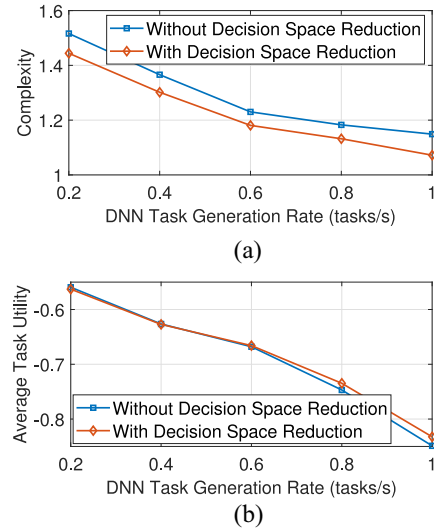 1.6
Without Decision Space Reduction
With Decision Space Reduction
1.4
Complexity
1.2
1
0.2 0.4 0.6 0.8 1
DNN Task Generation Rate (tasks/s)
(a)
-0.6
Average Task Utility
-0.7
Without Decision Space Reduction
-0.8
With Decision Space Reduction
0.2 0.4 0.6 0.8 1
DNN Task Generation Rate (tasks/s)
(b)